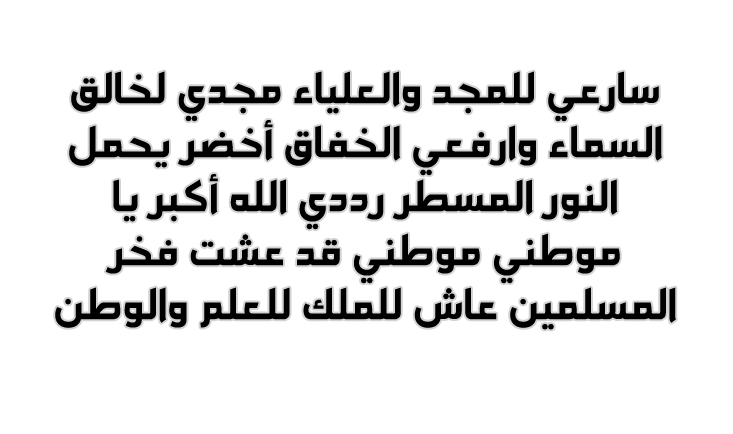 سارعي للمجد والعلياء مجدي لخالق
السماء وارفعي الخفاق أخضر يحمل
النور المسطر رددي الله أكبر يا
موطني موطني قد عشت فخر
المسلمين عاش للملك للعلم والوطن